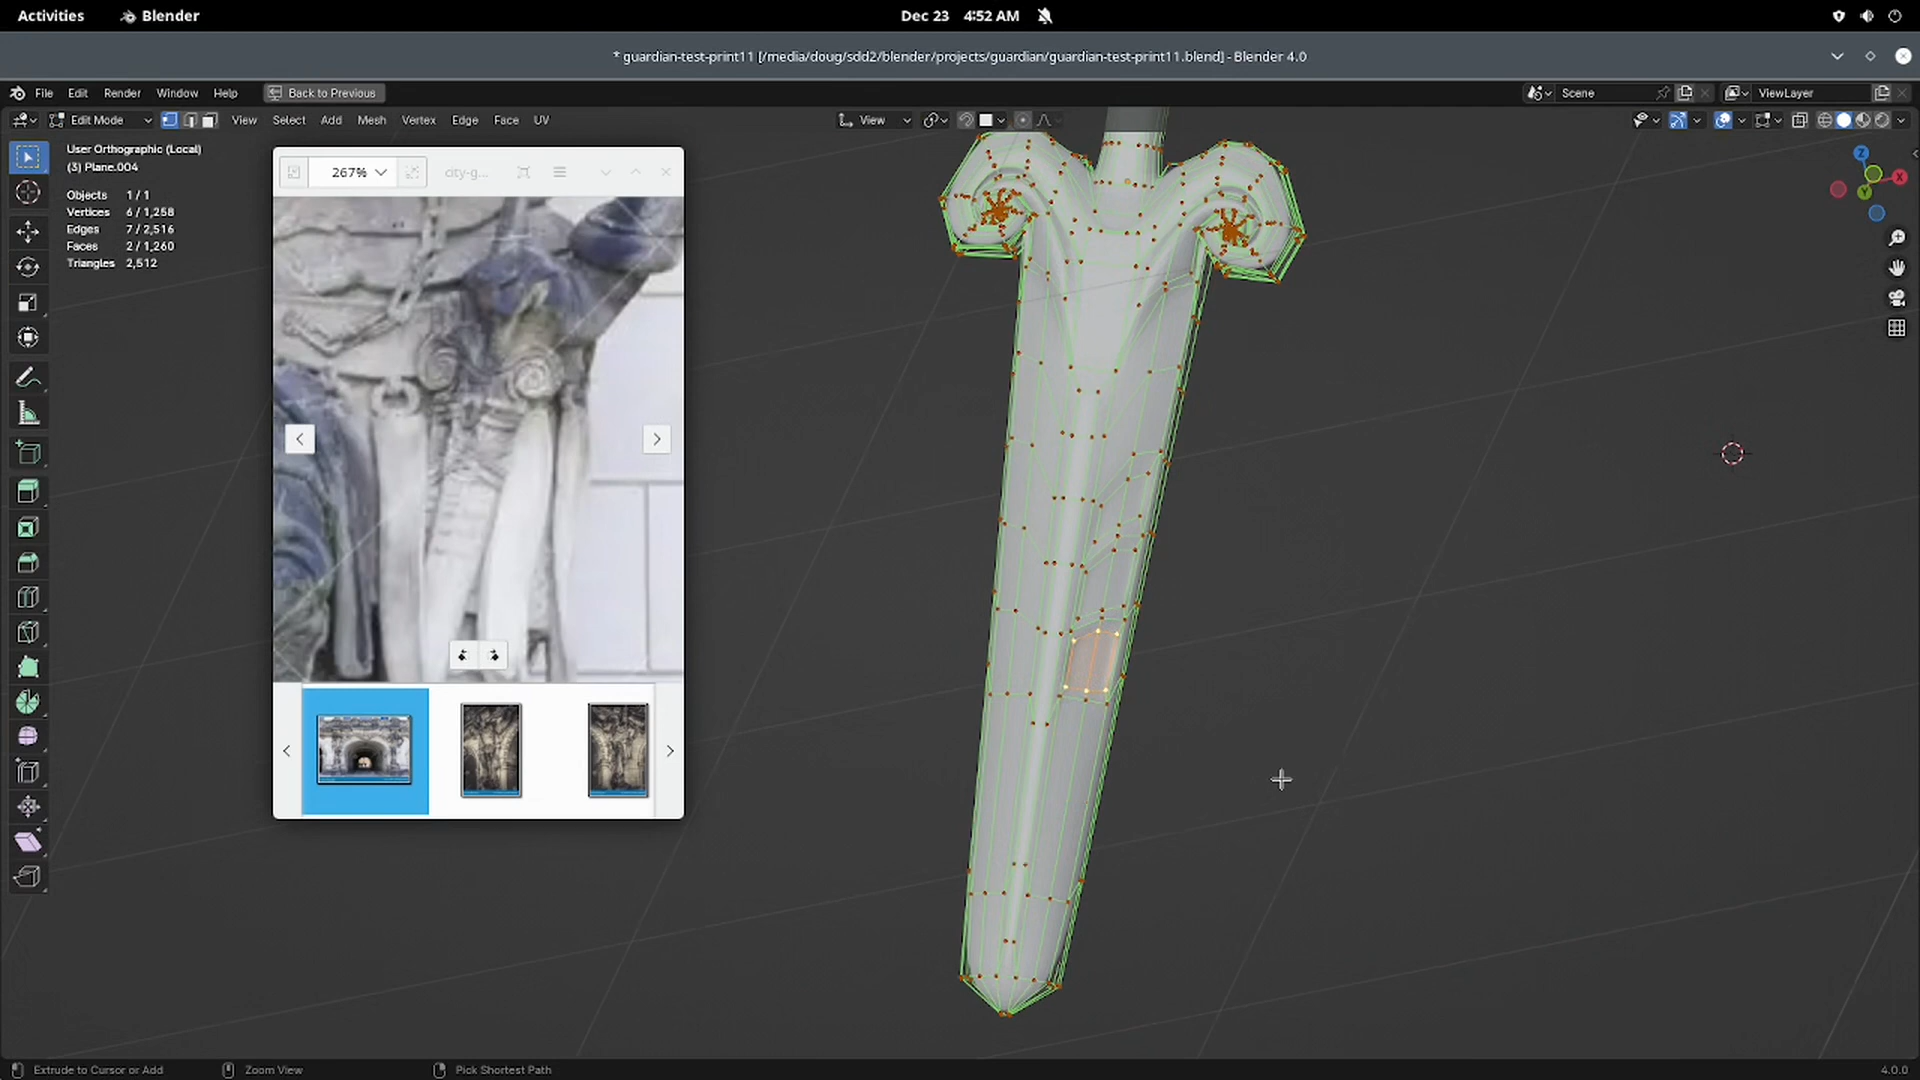 Activities Blender Dec 23 4:52 AM
* guardian-test-print11 [/media/doug/sdd2/blender/projects/guardian/guardian-test-print11.blend] - Blender 4.0
File Edit Render Window Help Back to Previous Scene ViewLayer
Edit Mode View Select Add Mesh Vertex Edge Face UV View
User Orthographic (Local)
(3) Plane.004
Objects 1 / 1
Vertices 6 / 1,258
Edges 7 / 2,516
Faces 2 / 1,260
Triangles 2,512
267% city-g...
Z
X
Y
Extrude to Cursor or Add Zoom View Pick Shortest Path 4.0.0